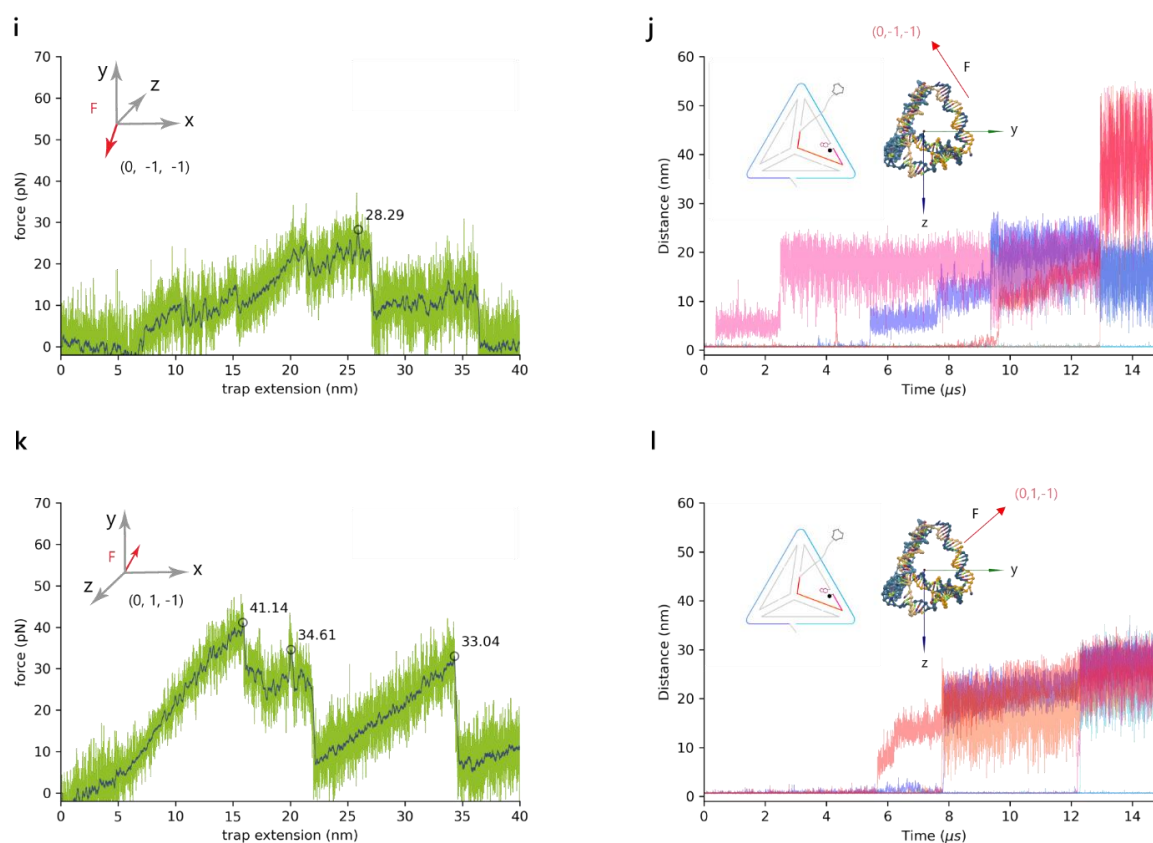 i
70
60
50
40
30
20
10
0
force (pN)
y
z
F
x
(0, -1, -1)
28.29
0 5 10 15 20 25 30 35 40
trap extension (nm)
j
(0,-1,-1)
F
60
50
40
30
20
10
0
Distance (nm)
y
z
0 2 4 6 8 10 12 14
Time (μs)
k
70
60
50
40
30
20
10
0
force (pN)
y
F
x
z
(0, 1, -1)
41.14
34.61
33.04
0 5 10 15 20 25 30 35 40
trap extension (nm)
l
(0,1,-1)
F
60
50
40
30
20
10
0
Distance (nm)
y
z
0 2 4 6 8 10 12 14
Time (μs)